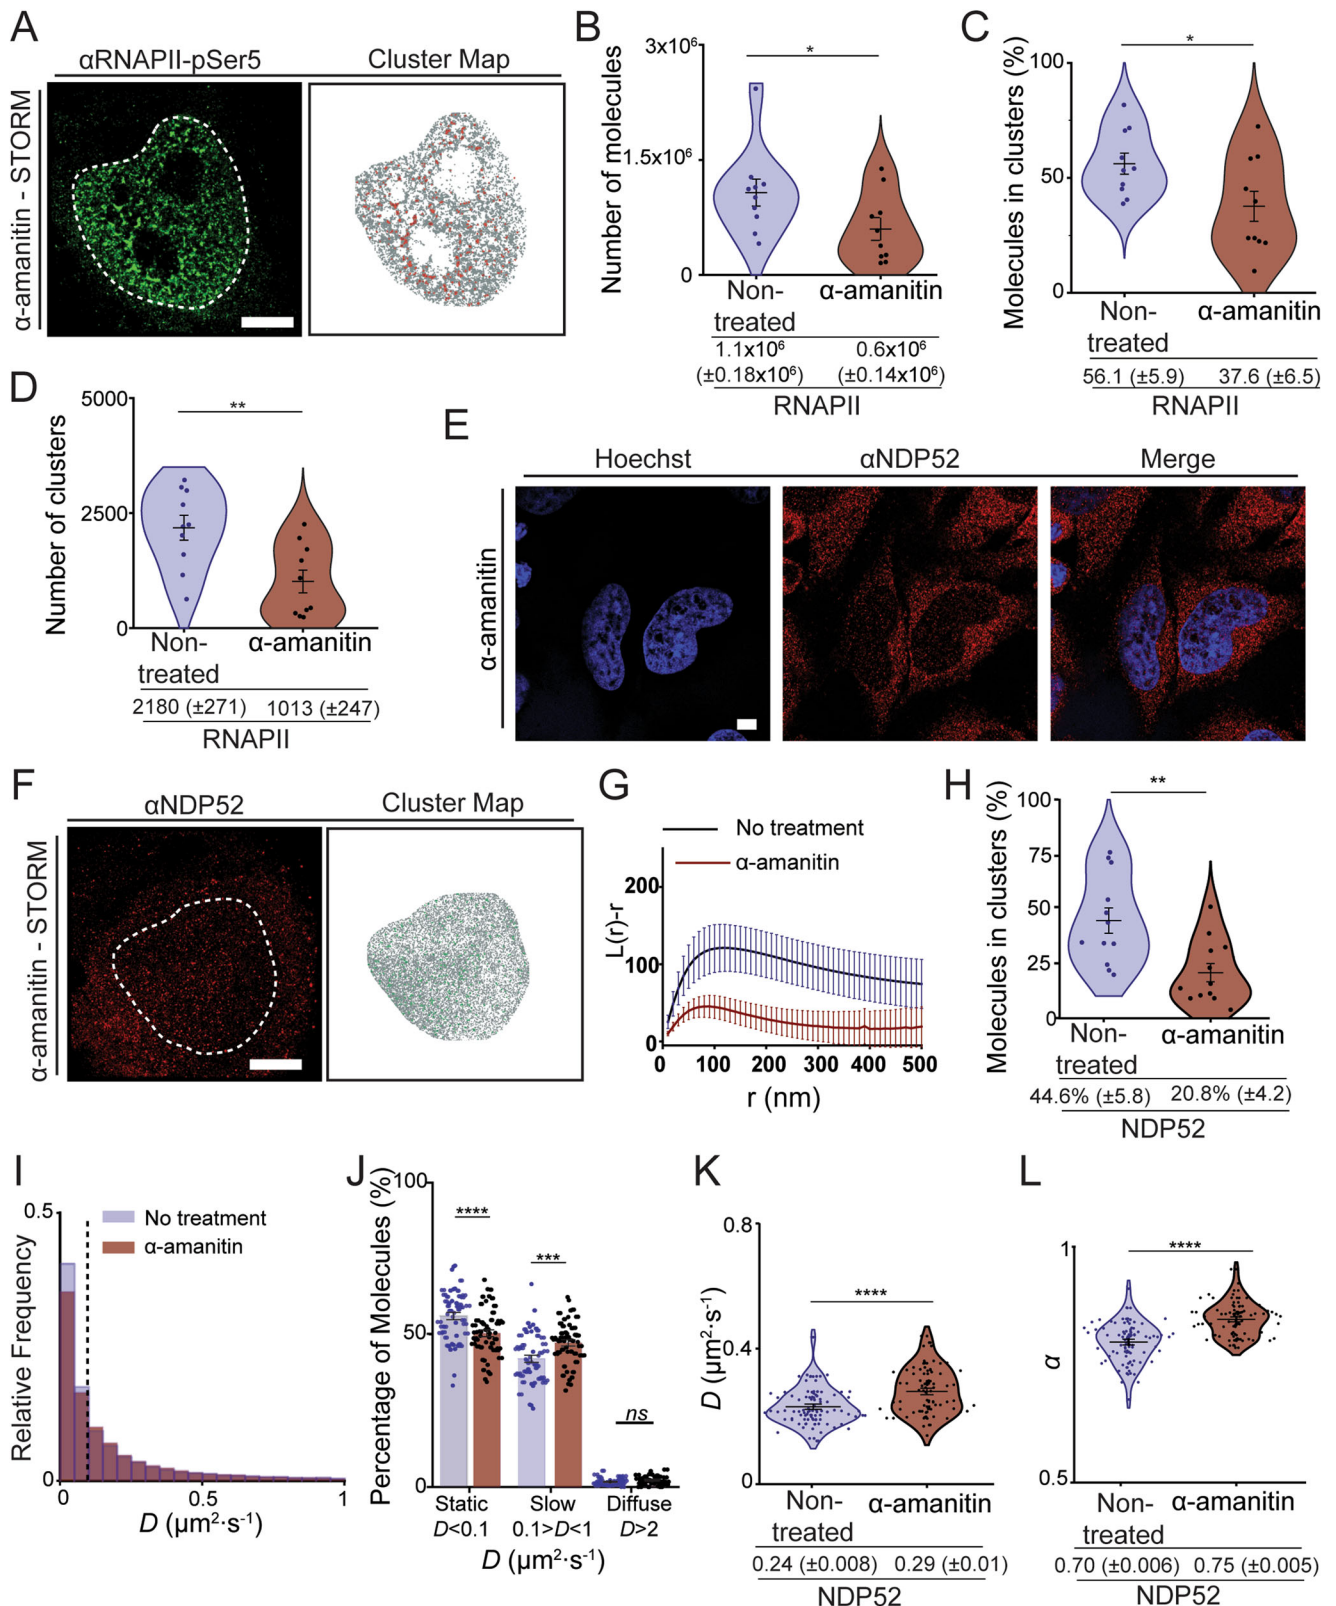 A
αRNAPII-pSer5
Cluster Map
α-amanitin - STORM
B
*
Number of molecules
3x10⁶
1.5x10⁶
0
Non-
treated
α-amanitin
1.1x10⁶
(±0.18x10⁶)
0.6x10⁶
(±0.14x10⁶)
RNAPII
C
*
Molecules in clusters (%)
100
50
0
Non-
treated
α-amanitin
56.1 (±5.9)
37.6 (±6.5)
RNAPII
D
**
Number of clusters
5000
2500
0
Non-
treated
α-amanitin
2180 (±271)
1013 (±247)
RNAPII
E
Hoechst
αNDP52
Merge
α-amanitin
F
αNDP52
Cluster Map
α-amanitin - STORM
G
No treatment
α-amanitin
L(r)-r
200
100
0
0
100
200
300
400
500
r (nm)
H
**
Molecules in clusters (%)
100
75
50
25
0
Non-
treated
α-amanitin
44.6% (±5.8)
20.8% (±4.2)
NDP52
I
No treatment
α-amanitin
Relative Frequency
0.5
0
0
0.5
1
D (µm²·s⁻¹)
J
Percentage of Molecules (%)
100
50
0
****
***
ns
Static
D<0.1
Slow
0.1>D<1
Diffuse
D>2
D (µm²·s⁻¹)
K
****
D (µm²·s⁻¹)
0.8
0.4
0
Non-
treated
α-amanitin
0.24 (±0.008)
0.29 (±0.01)
NDP52
L
****
α
1
0.5
Non-
treated
α-amanitin
0.70 (±0.006)
0.75 (±0.005)
NDP52